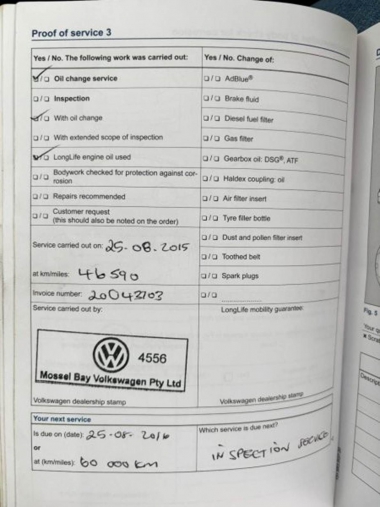 Proof of service 3
Yes / No. The following work was carried out:
Yes / No. Change of:
Oil change service
AdBlue®
Inspection
Brake fluid
With oil change
Diesel fuel filter
With extended scope of inspection
Gas filter
LongLife engine oil used
Gearbox oil: DSG®, ATF
Bodywork checked for protection against cor-
rosion
Haldex coupling: oil
Repairs recommended
Air filter insert
Customer request
(this should also be noted on the order)
Tyre filler bottle
Service carried out on: 25-08.2015
Dust and pollen filter insert
Toothed belt
at km/miles: 46590
Spark plugs
Invoice number: 20042703
Service carried out by:
LongLife mobility guarantee:
4556
Mossel Bay Volkswagen Pty Ltd
Volkswagen dealership stamp
Volkswagen dealership stamp
Your next service
Is due on (date): 25-08-2016
Which service is due next?
or
INSPECTION SERVICE
at (km/miles): 60 000 km
Fig. 5